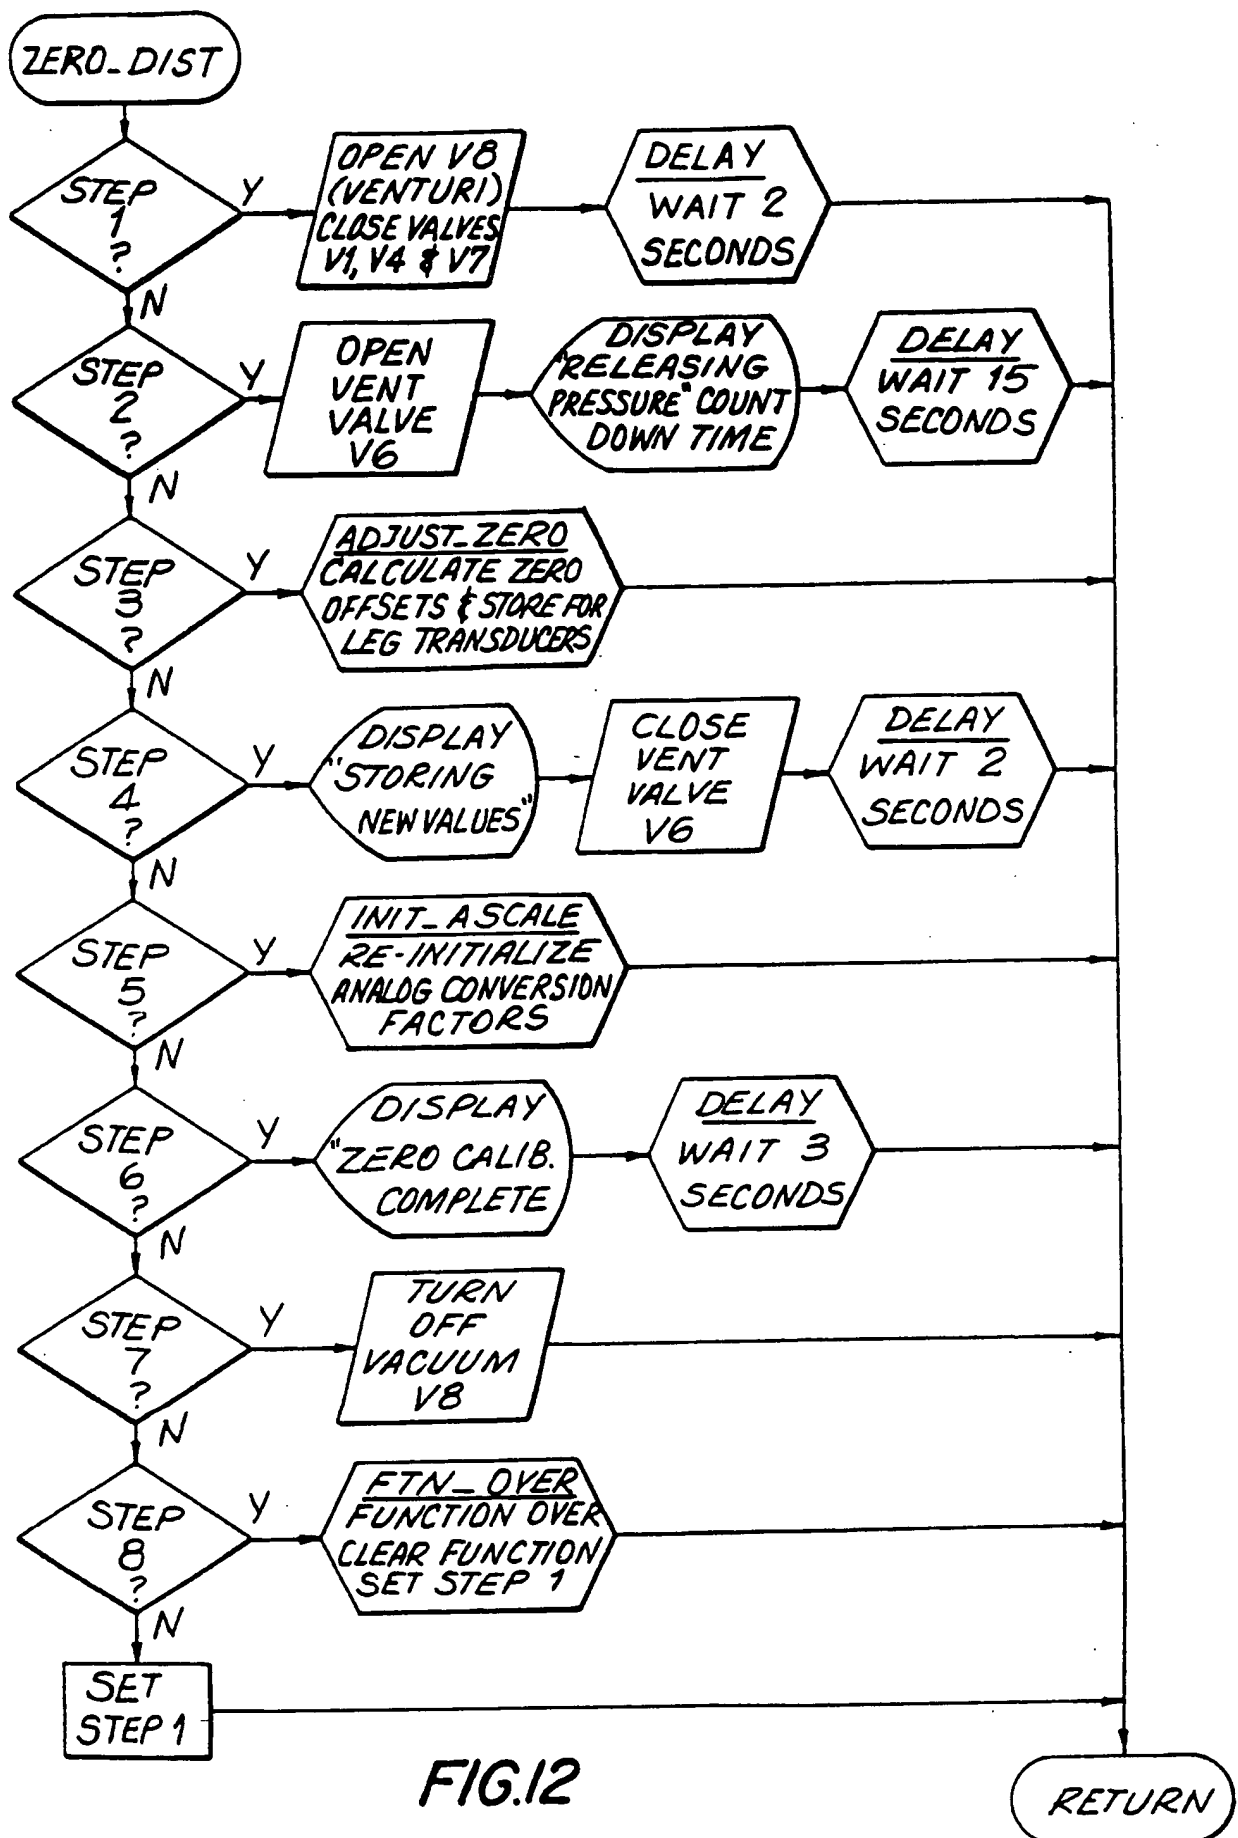 ZERO_DIST
STEP
1
?
Y
OPEN V8
(VENTURI)
CLOSE VALVES
V1, V4 & V7
DELAY
WAIT 2
SECONDS
N
STEP
2
?
Y
OPEN
VENT
VALVE
V6
DISPLAY
"RELEASING
PRESSURE" COUNT
DOWN TIME
DELAY
WAIT 15
SECONDS
N
STEP
3
?
Y
ADJUST_ZERO
CALCULATE ZERO
OFFSETS & STORE FOR
LEG TRANSDUCERS
N
STEP
4
?
Y
DISPLAY
"STORING
NEW VALUES"
CLOSE
VENT
VALVE
V6
DELAY
WAIT 2
SECONDS
N
STEP
5
?
Y
INIT_ASCALE
RE-INITIALIZE
ANALOG CONVERSION
FACTORS
N
STEP
6
?
Y
DISPLAY
"ZERO CALIB.
COMPLETE
DELAY
WAIT 3
SECONDS
N
STEP
7
?
Y
TURN
OFF
VACUUM
V8
N
STEP
8
?
Y
FTN_OVER
FUNCTION OVER
CLEAR FUNCTION
SET STEP 1
N
SET
STEP 1
FIG.12
RETURN